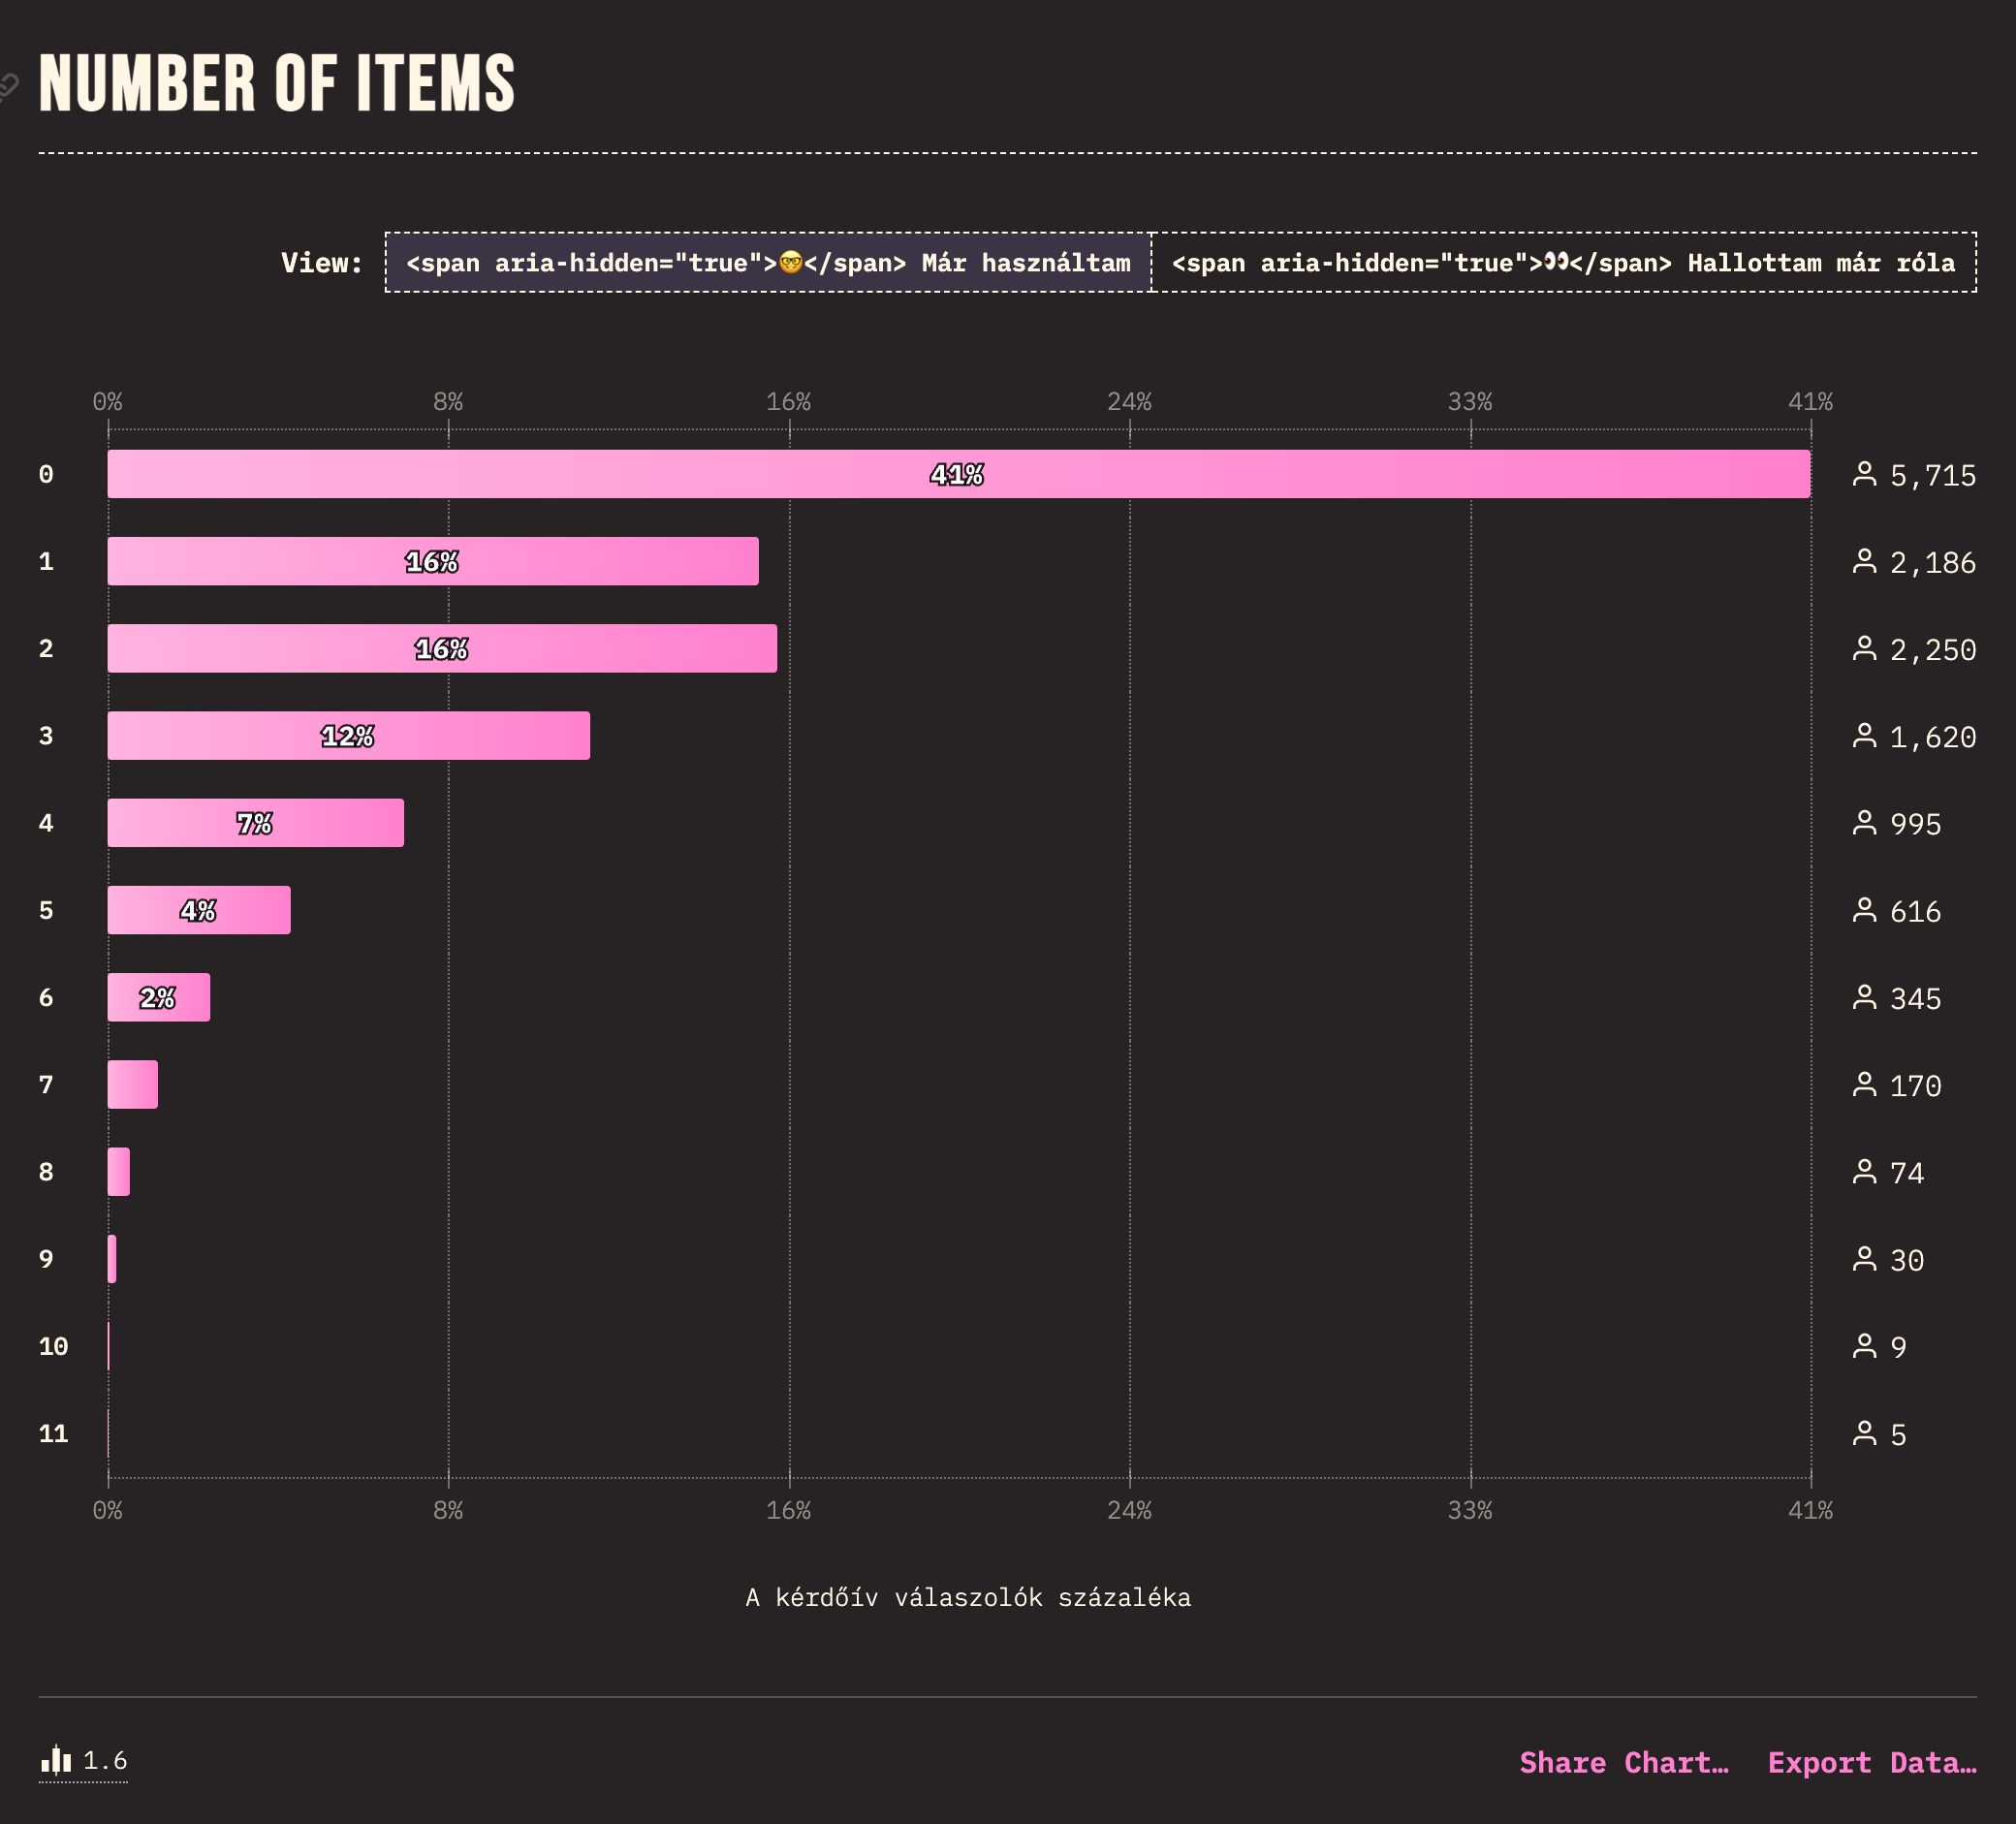 NUMBER OF ITEMS
View: <span aria-hidden="true">🤓</span> Már használtam <span aria-hidden="true">👀</span> Hallottam már róla
0% 8% 16% 24% 33% 41%
0 41% 5,715
1 16% 2,186
2 16% 2,250
3 12% 1,620
4 7% 995
5 4% 616
6 2% 345
7 170
8 74
9 30
10 9
11 5
0% 8% 16% 24% 33% 41%
A kérdőív válaszolók százaléka
1.6 Share Chart… Export Data…